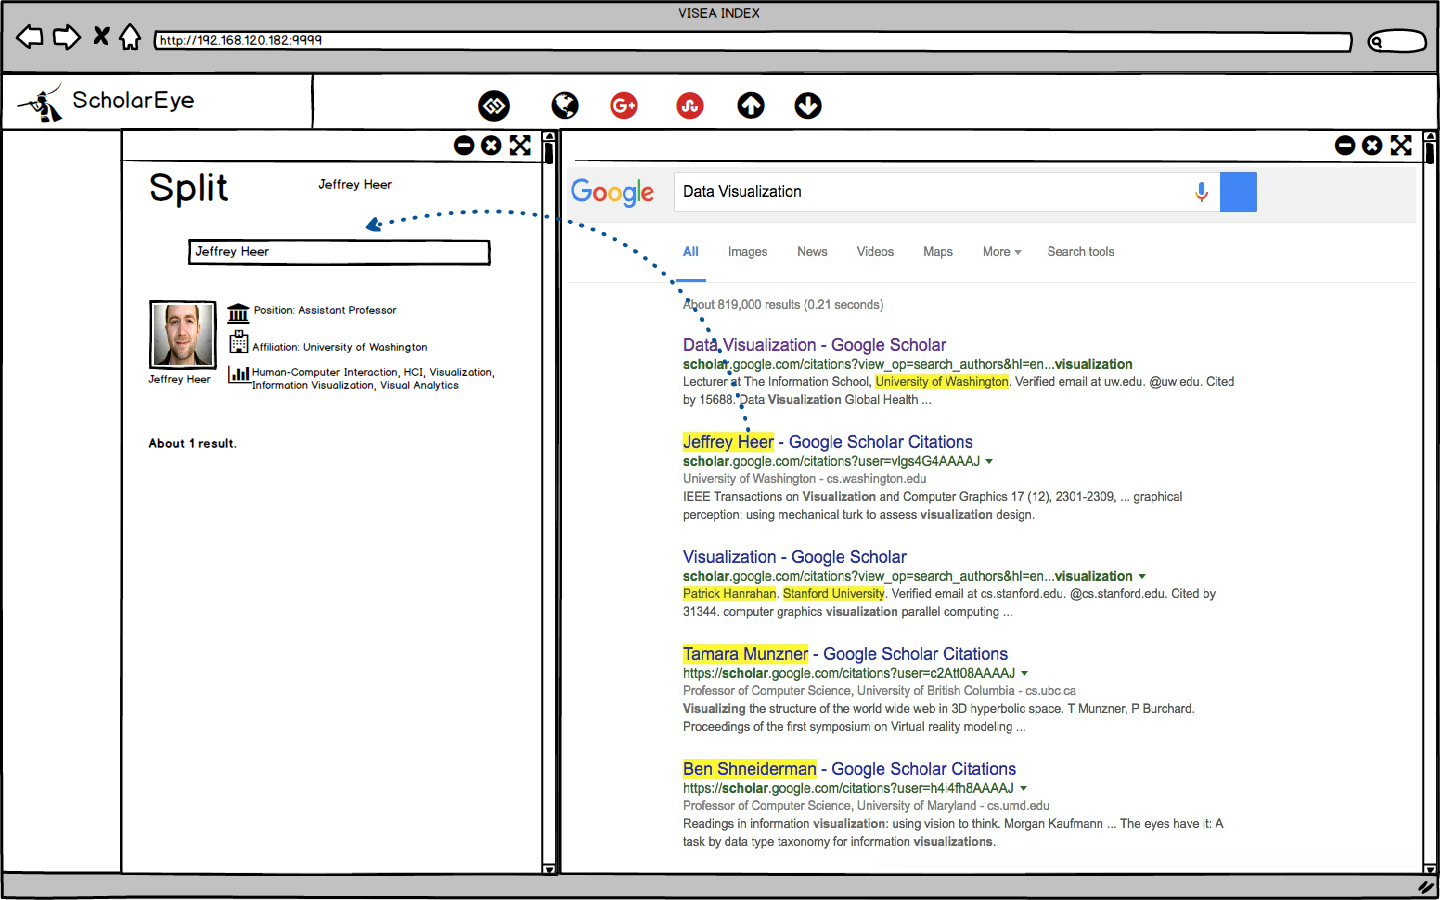 VISEA INDEX
http://192.168.120.182:9999
ScholarEye
Split
Jeffrey Heer
Jeffrey Heer
Position: Assistant Professor
Affiliation: University of Washington
Human-Computer Interaction, HCI, Visualization,
Information Visualization, Visual Analytics
Jeffrey Heer
About 1 result.
Google
Data Visualization
All Images News Videos Maps More Search tools
About 819,000 results (0.21 seconds)
Data Visualization - Google Scholar
scholar.google.com/citations?view_op=search_authors&hl=en...visualization
Lecturer at The Information School, University of Washington. Verified email at uw.edu. @uw.edu. Cited
by 15688. Data Visualization Global Health ...
Jeffrey Heer - Google Scholar Citations
scholar.google.com/citations?user=vlgs4G4AAAAJ
University of Washington - cs.washington.edu
IEEE Transactions on Visualization and Computer Graphics 17 (12), 2301-2309, ... graphical
perception: using mechanical turk to assess visualization design.
Visualization - Google Scholar
scholar.google.com/citations?view_op=search_authors&hl=en...visualization
Patrick Hanrahan. Stanford University. Verified email at cs.stanford.edu. @cs.stanford.edu. Cited by
31344. computer graphics visualization parallel computing ...
Tamara Munzner - Google Scholar Citations
https://scholar.google.com/citations?user=c2Att08AAAAJ
Professor of Computer Science, University of British Columbia - cs.ubc.ca
Visualizing the structure of the world wide web in 3D hyperbolic space. T Munzner, P Burchard.
Proceedings of the first symposium on Virtual reality modeling ...
Ben Shneiderman - Google Scholar Citations
https://scholar.google.com/citations?user=h4i4fh8AAAAJ
Professor of Computer Science, University of Maryland - cs.umd.edu
Readings in information visualization: using vision to think. Morgan Kaufmann ... The eyes have it: A
task by data type taxonomy for information visualizations.